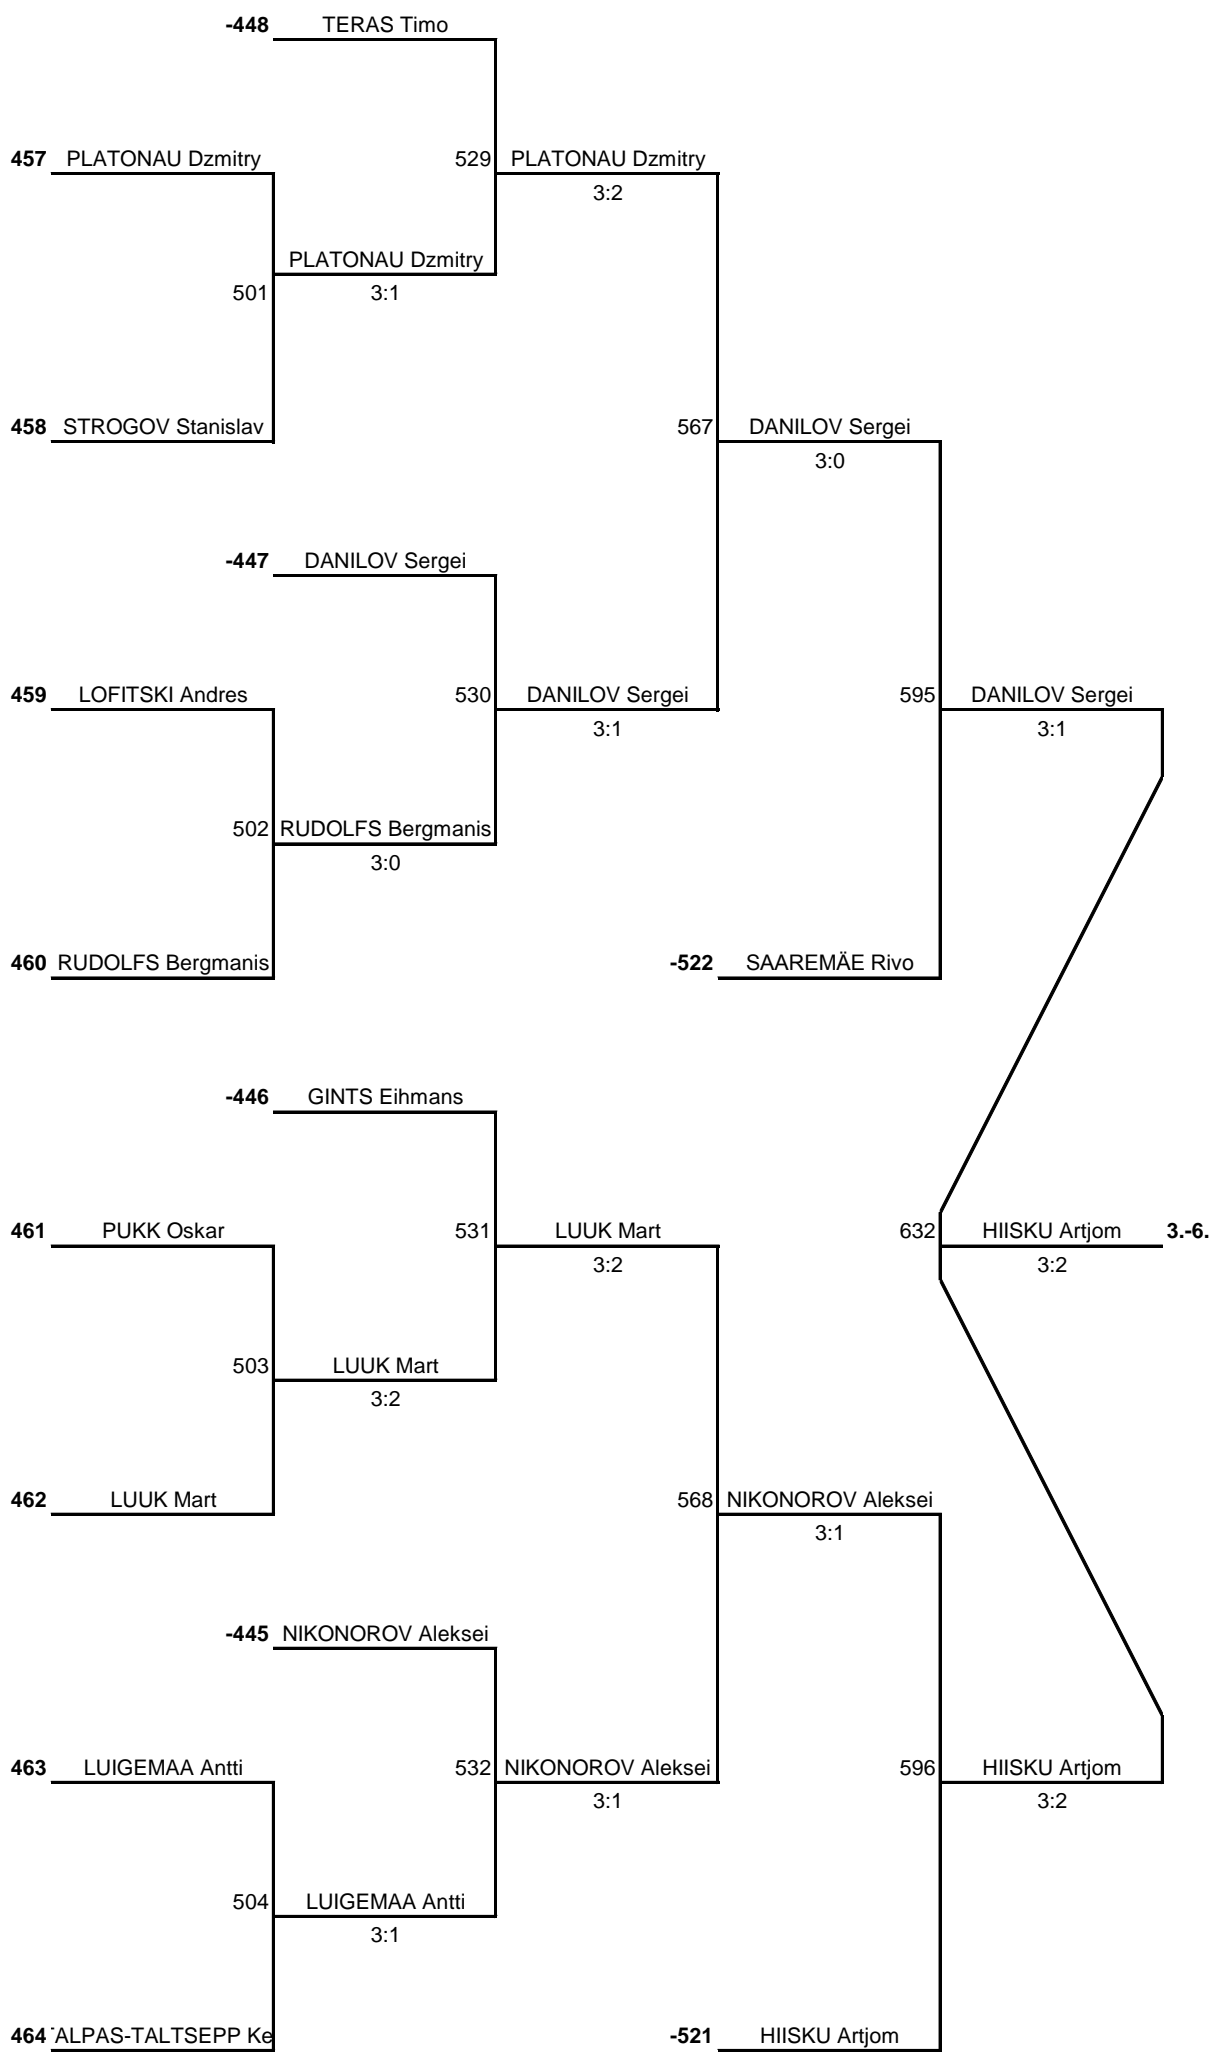 -448 TERAS Timo
457 PLATONAU Dzmitry 529 PLATONAU Dzmitry
3:2
PLATONAU Dzmitry
501 3:1
458 STROGOV Stanislav 567 DANILOV Sergei
3:0
-447 DANILOV Sergei
459 LOFITSKI Andres 530 DANILOV Sergei 595 DANILOV Sergei
3:1 3:1
502 RUDOLFS Bergmanis
3:0
460 RUDOLFS Bergmanis -522 SAAREMÄE Rivo
-446 GINTS Eihmans
461 PUKK Oskar 531 LUUK Mart 632 HIISKU Artjom 3.-6.
3:2 3:2
503 LUUK Mart
3:2
462 LUUK Mart 568 NIKONOROV Aleksei
3:1
-445 NIKONOROV Aleksei
463 LUIGEMAA Antti 532 NIKONOROV Aleksei 596 HIISKU Artjom
3:1 3:2
504 LUIGEMAA Antti
3:1
464 ALPAS-TALTSEPP Ke -521 HIISKU Artjom